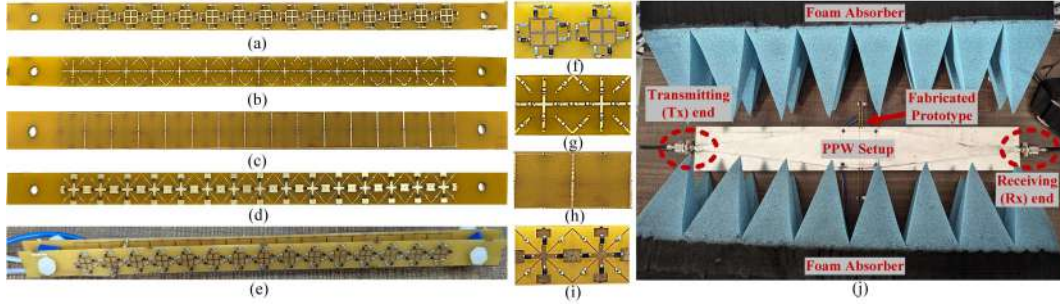 (a)
(b)
(c)
(d)
(e)
(f)
(g)
(h)
(i)
Foam Absorber
Transmitting
(Tx) end
Fabricated
Prototype
PPW Setup
Receiving
(Rx) end
Foam Absorber
(j)